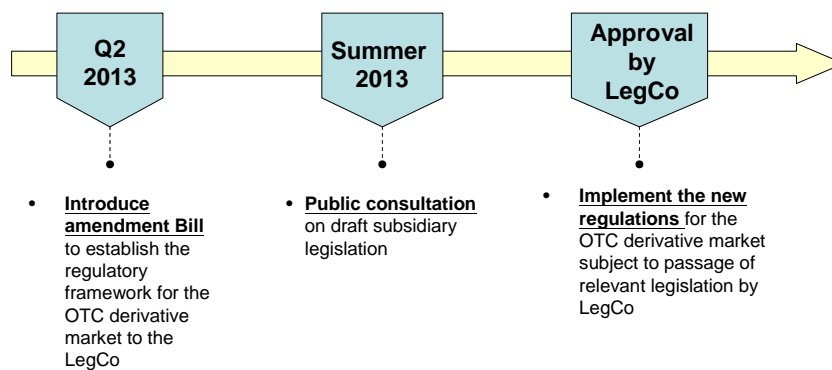 Q2
2013
Summer
2013
Approval
by
LegCo
• Introduce
amendment Bill
to establish the
regulatory
framework for the
OTC derivative
market to the
LegCo
• Public consultation
on draft subsidiary
legislation
• Implement the new
regulations for the
OTC derivative market
subject to passage of
relevant legislation by
LegCo